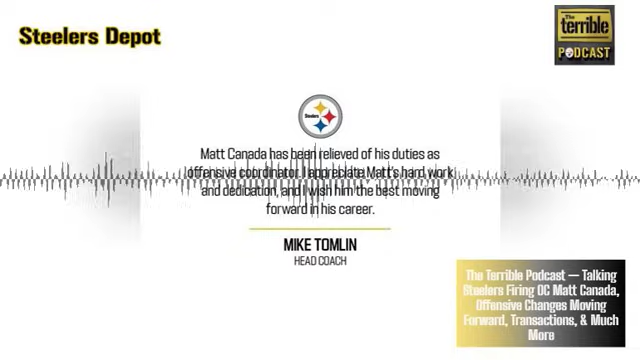 Steelers Depot
The
terrible
PODCAST
Steelers
Matt Canada has been relieved of his duties as
offensive coordinator. I appreciate Matt's hard work
and dedication, and I wish him the best moving
forward in his career.
MIKE TOMLIN
HEAD COACH
The Terrible Podcast — Talking
Steelers Firing OC Matt Canada,
Offensive Changes Moving
Forward, Transactions, & Much
More